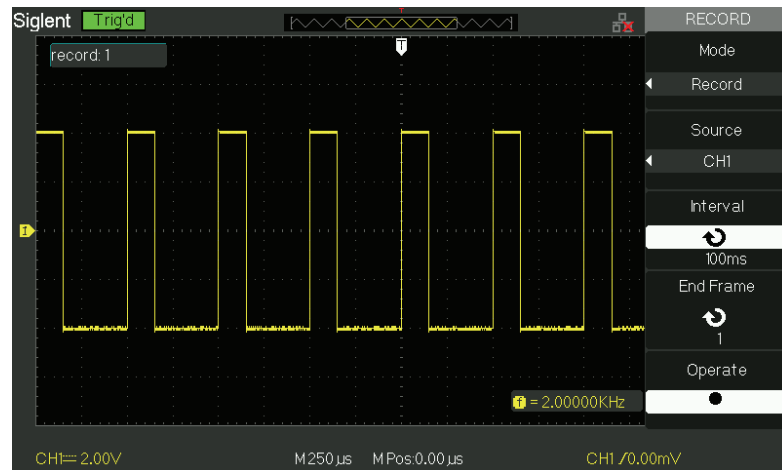 Siglent Trig'd
T
RECORD
record: 1
T
Mode
Record
Source
CH1
1
Interval
100ms
End Frame
1
Operate
f = 2.00000KHz
CH1 2.00V M 250µs M Pos:0.00µs CH1 /0.00mV